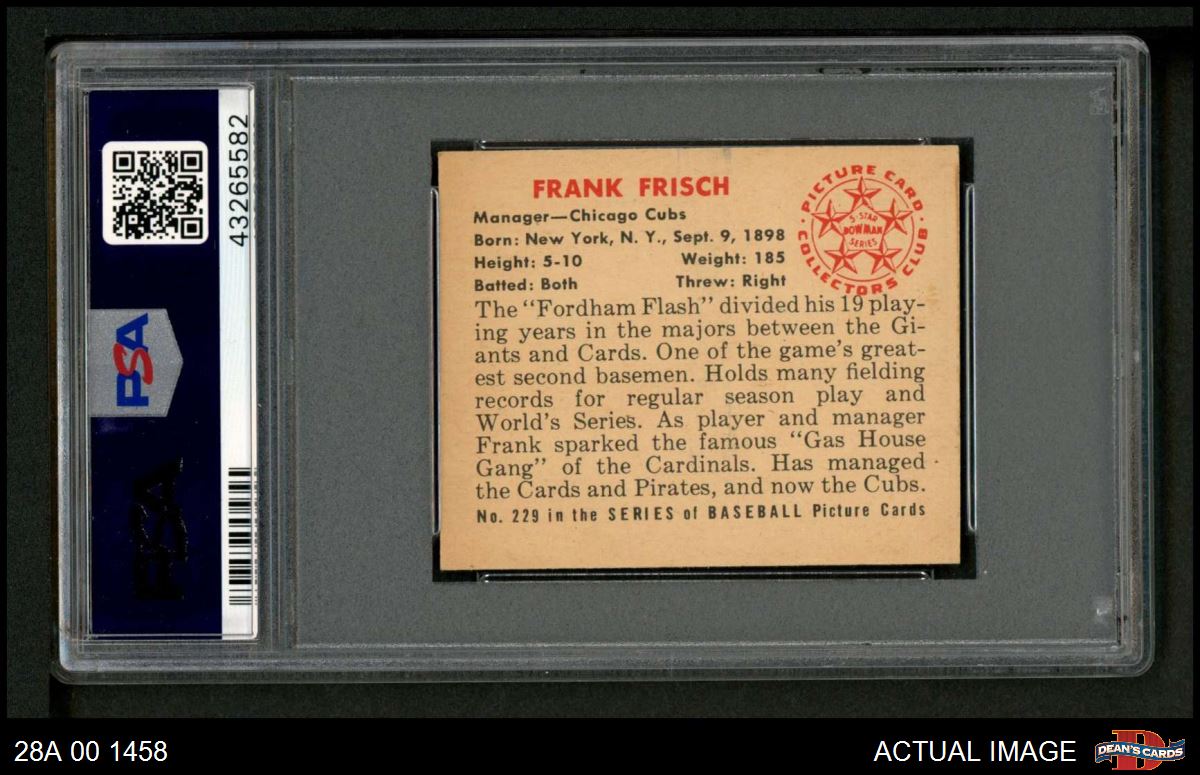 43265582
PSA
PSA
FRANK FRISCH
Manager—Chicago Cubs
Born: New York, N. Y., Sept. 9, 1898
Height: 5-10 Weight: 185
Batted: Both Threw: Right
PICTURE CARD
COLLECTORS CLUB
5-STAR
BOWMAN
SERIES
The "Fordham Flash" divided his 19 play-
ing years in the majors between the Gi-
ants and Cards. One of the game's great-
est second basemen. Holds many fielding
records for regular season play and
World's Series. As player and manager
Frank sparked the famous "Gas House
Gang" of the Cardinals. Has managed
the Cards and Pirates, and now the Cubs.
No. 229 in the SERIES of BASEBALL Picture Cards
28A 00 1458
ACTUAL IMAGE
DEAN'S CARDS